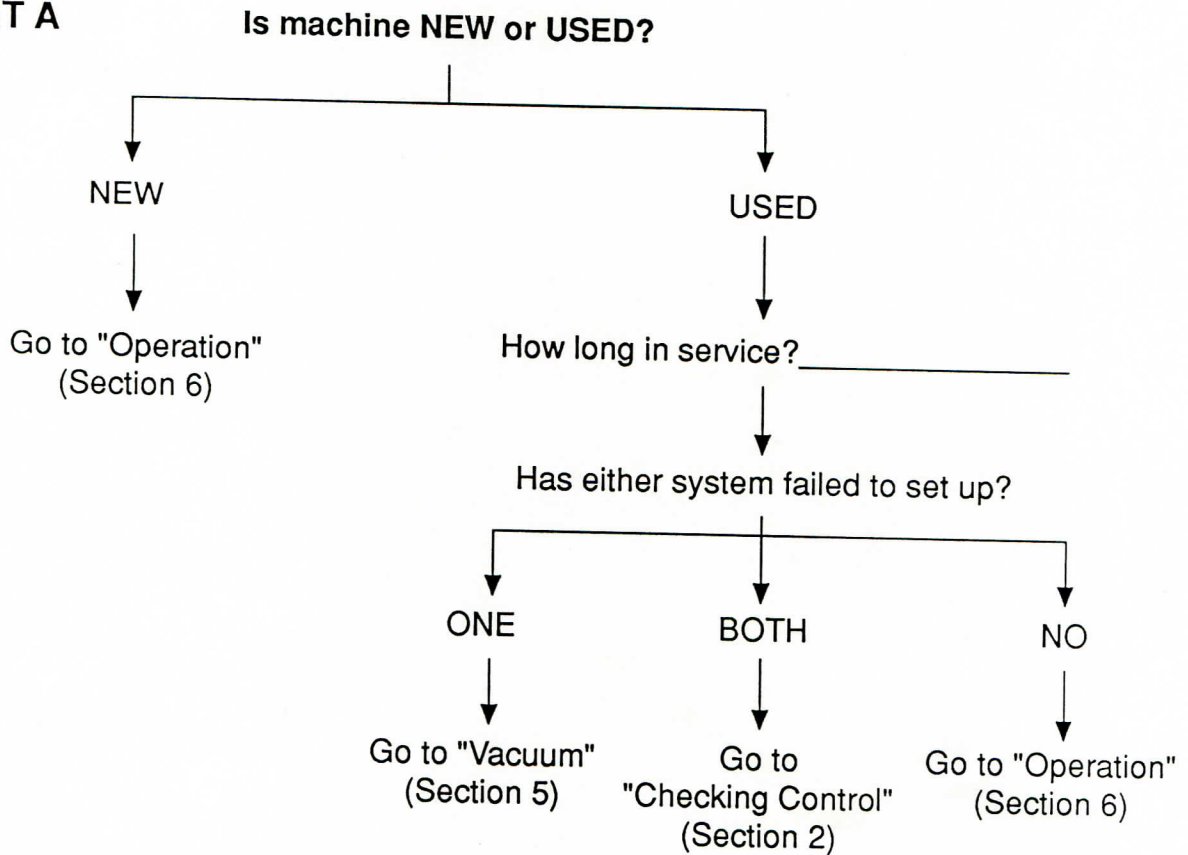 T A
Is machine NEW or USED?
NEW
USED
Go to "Operation"
(Section 6)
How long in service?
Has either system failed to set up?
ONE
BOTH
NO
Go to "Vacuum"
(Section 5)
Go to
"Checking Control"
(Section 2)
Go to "Operation"
(Section 6)